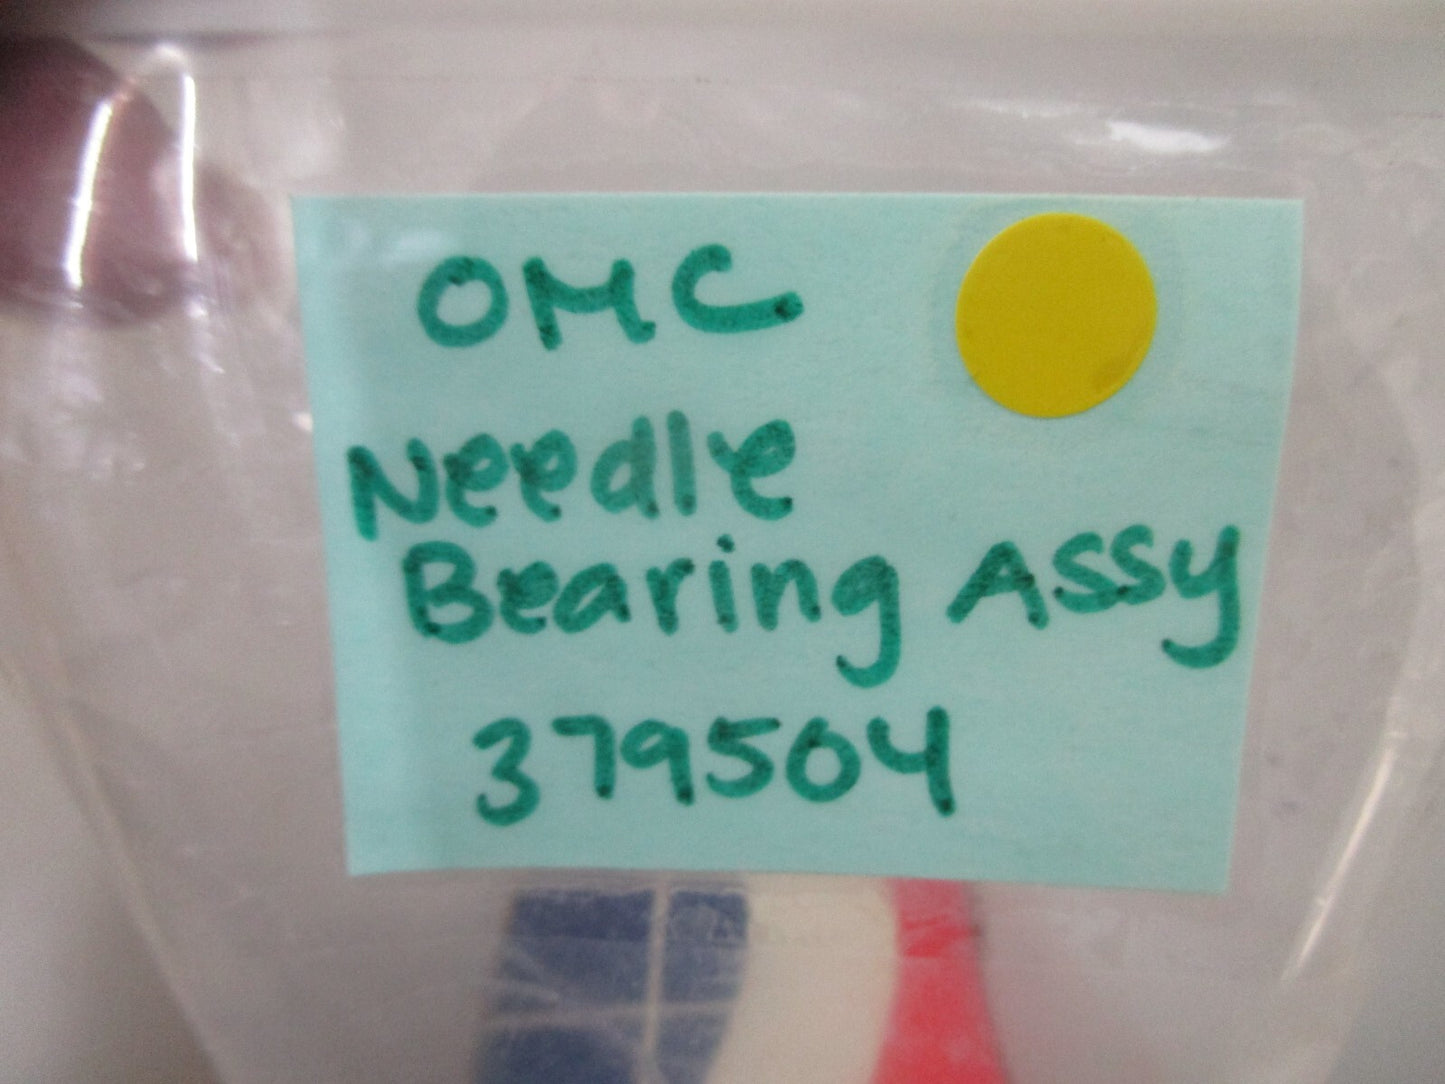 OMC
Needle
Bearing Assy
379504